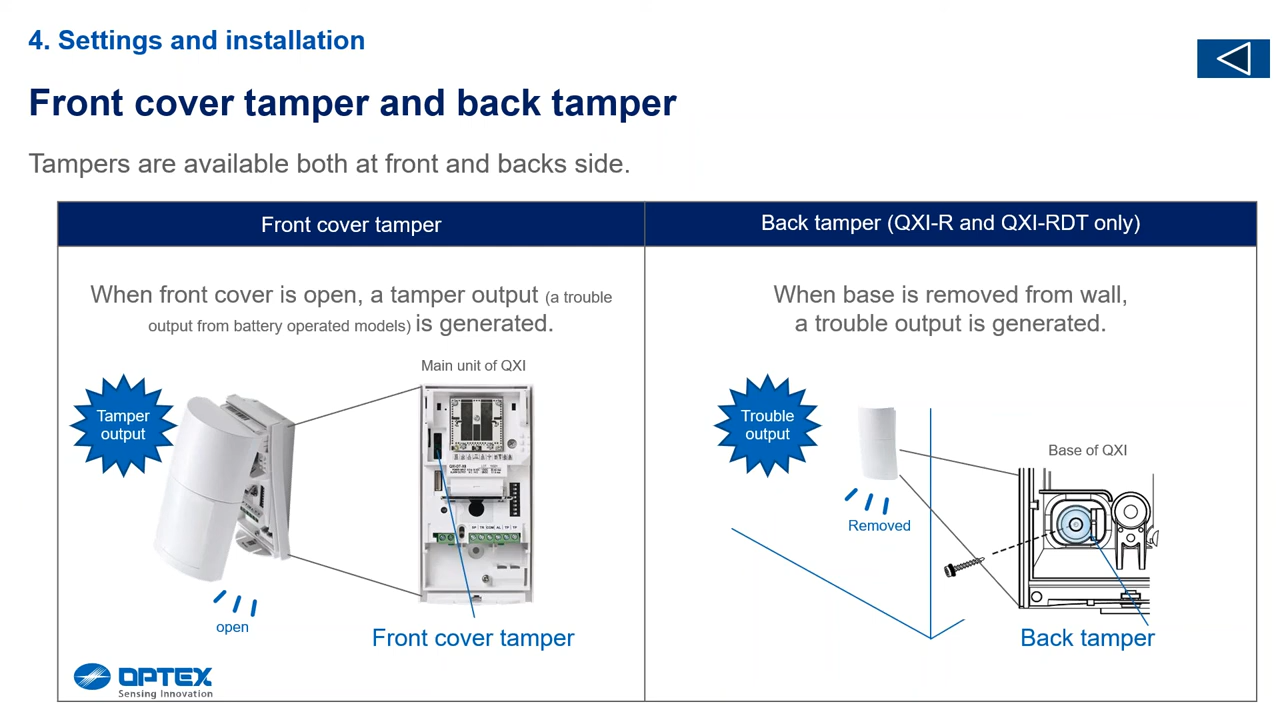 4. Settings and installation
Front cover tamper and back tamper
Tampers are available both at front and backs side.
Front cover tamper
Back tamper (QXI-R and QXI-RDT only)
When front cover is open, a tamper output (a trouble
output from battery operated models) is generated.
When base is removed from wall,
a trouble output is generated.
Main unit of QXI
Tamper
output
open
Front cover tamper
Trouble
output
Removed
Base of QXI
Back tamper
OPTEX
Sensing Innovation